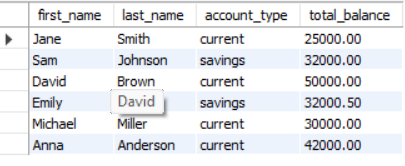 first_name last_name account_type total_balance
Jane Smith current 25000.00
Sam Johnson savings 32000.00
David Brown current 50000.00
Emily David savings 32000.50
Michael Miller current 30000.00
Anna Anderson current 42000.00